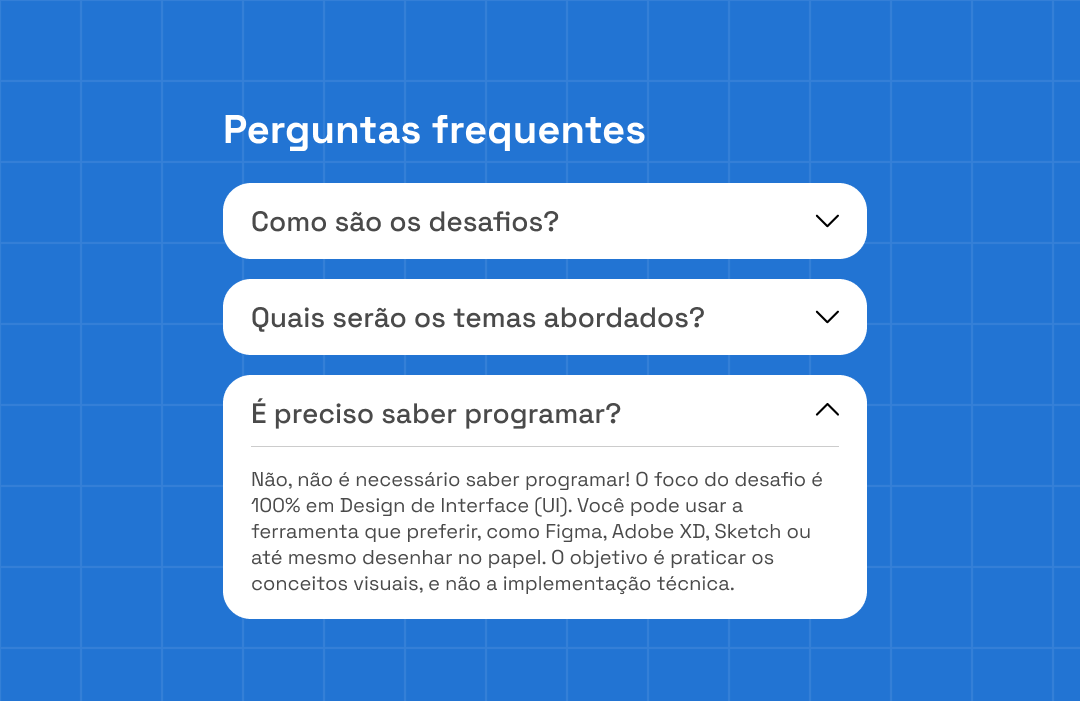 Perguntas frequentes
Como são os desafios?
Quais serão os temas abordados?
É preciso saber programar?
Não, não é necessário saber programar! O foco do desafio é
100% em Design de Interface (UI). Você pode usar a
ferramenta que preferir, como Figma, Adobe XD, Sketch ou
até mesmo desenhar no papel. O objetivo é praticar os
conceitos visuais, e não a implementação técnica.